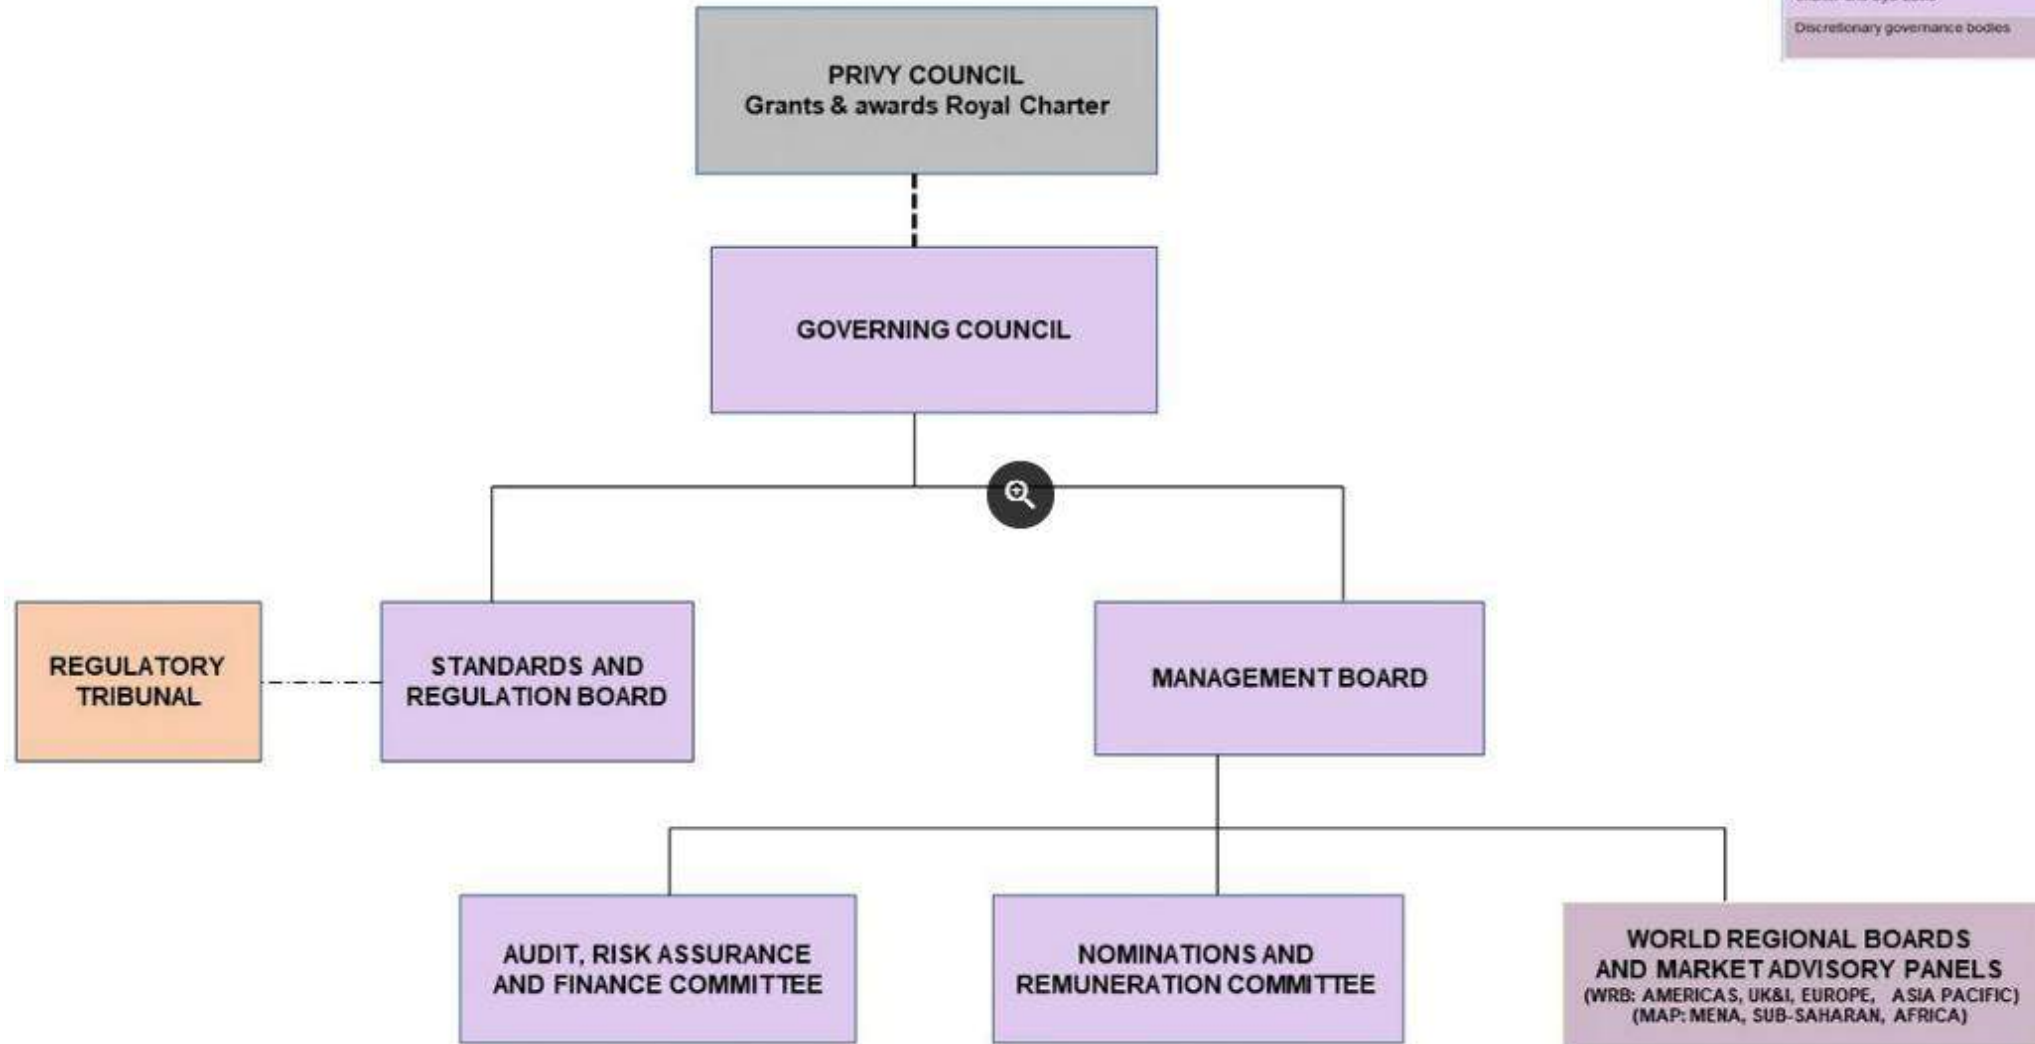 Discretionary governance bodies
PRIVY COUNCIL
Grants & awards Royal Charter
GOVERNING COUNCIL
REGULATORY
TRIBUNAL
STANDARDS AND
REGULATION BOARD
MANAGEMENT BOARD
AUDIT, RISK ASSURANCE
AND FINANCE COMMITTEE
NOMINATIONS AND
REMUNERATION COMMITTEE
WORLD REGIONAL BOARDS
AND MARKET ADVISORY PANELS
(WRB: AMERICAS, UK&I, EUROPE, ASIA PACIFIC)
(MAP: MENA, SUB-SAHARAN, AFRICA)